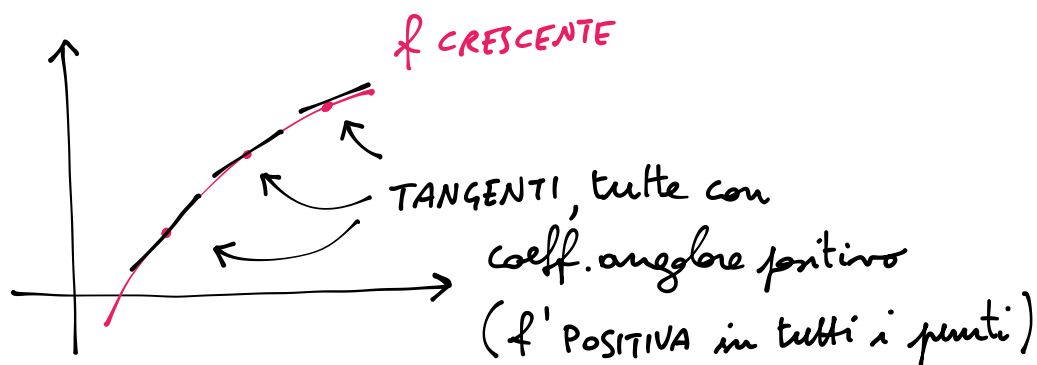 f CRESCENTE
TANGENTI, tutte con
coeff. angolare positivo
(f' POSITIVA in tutti i punti)